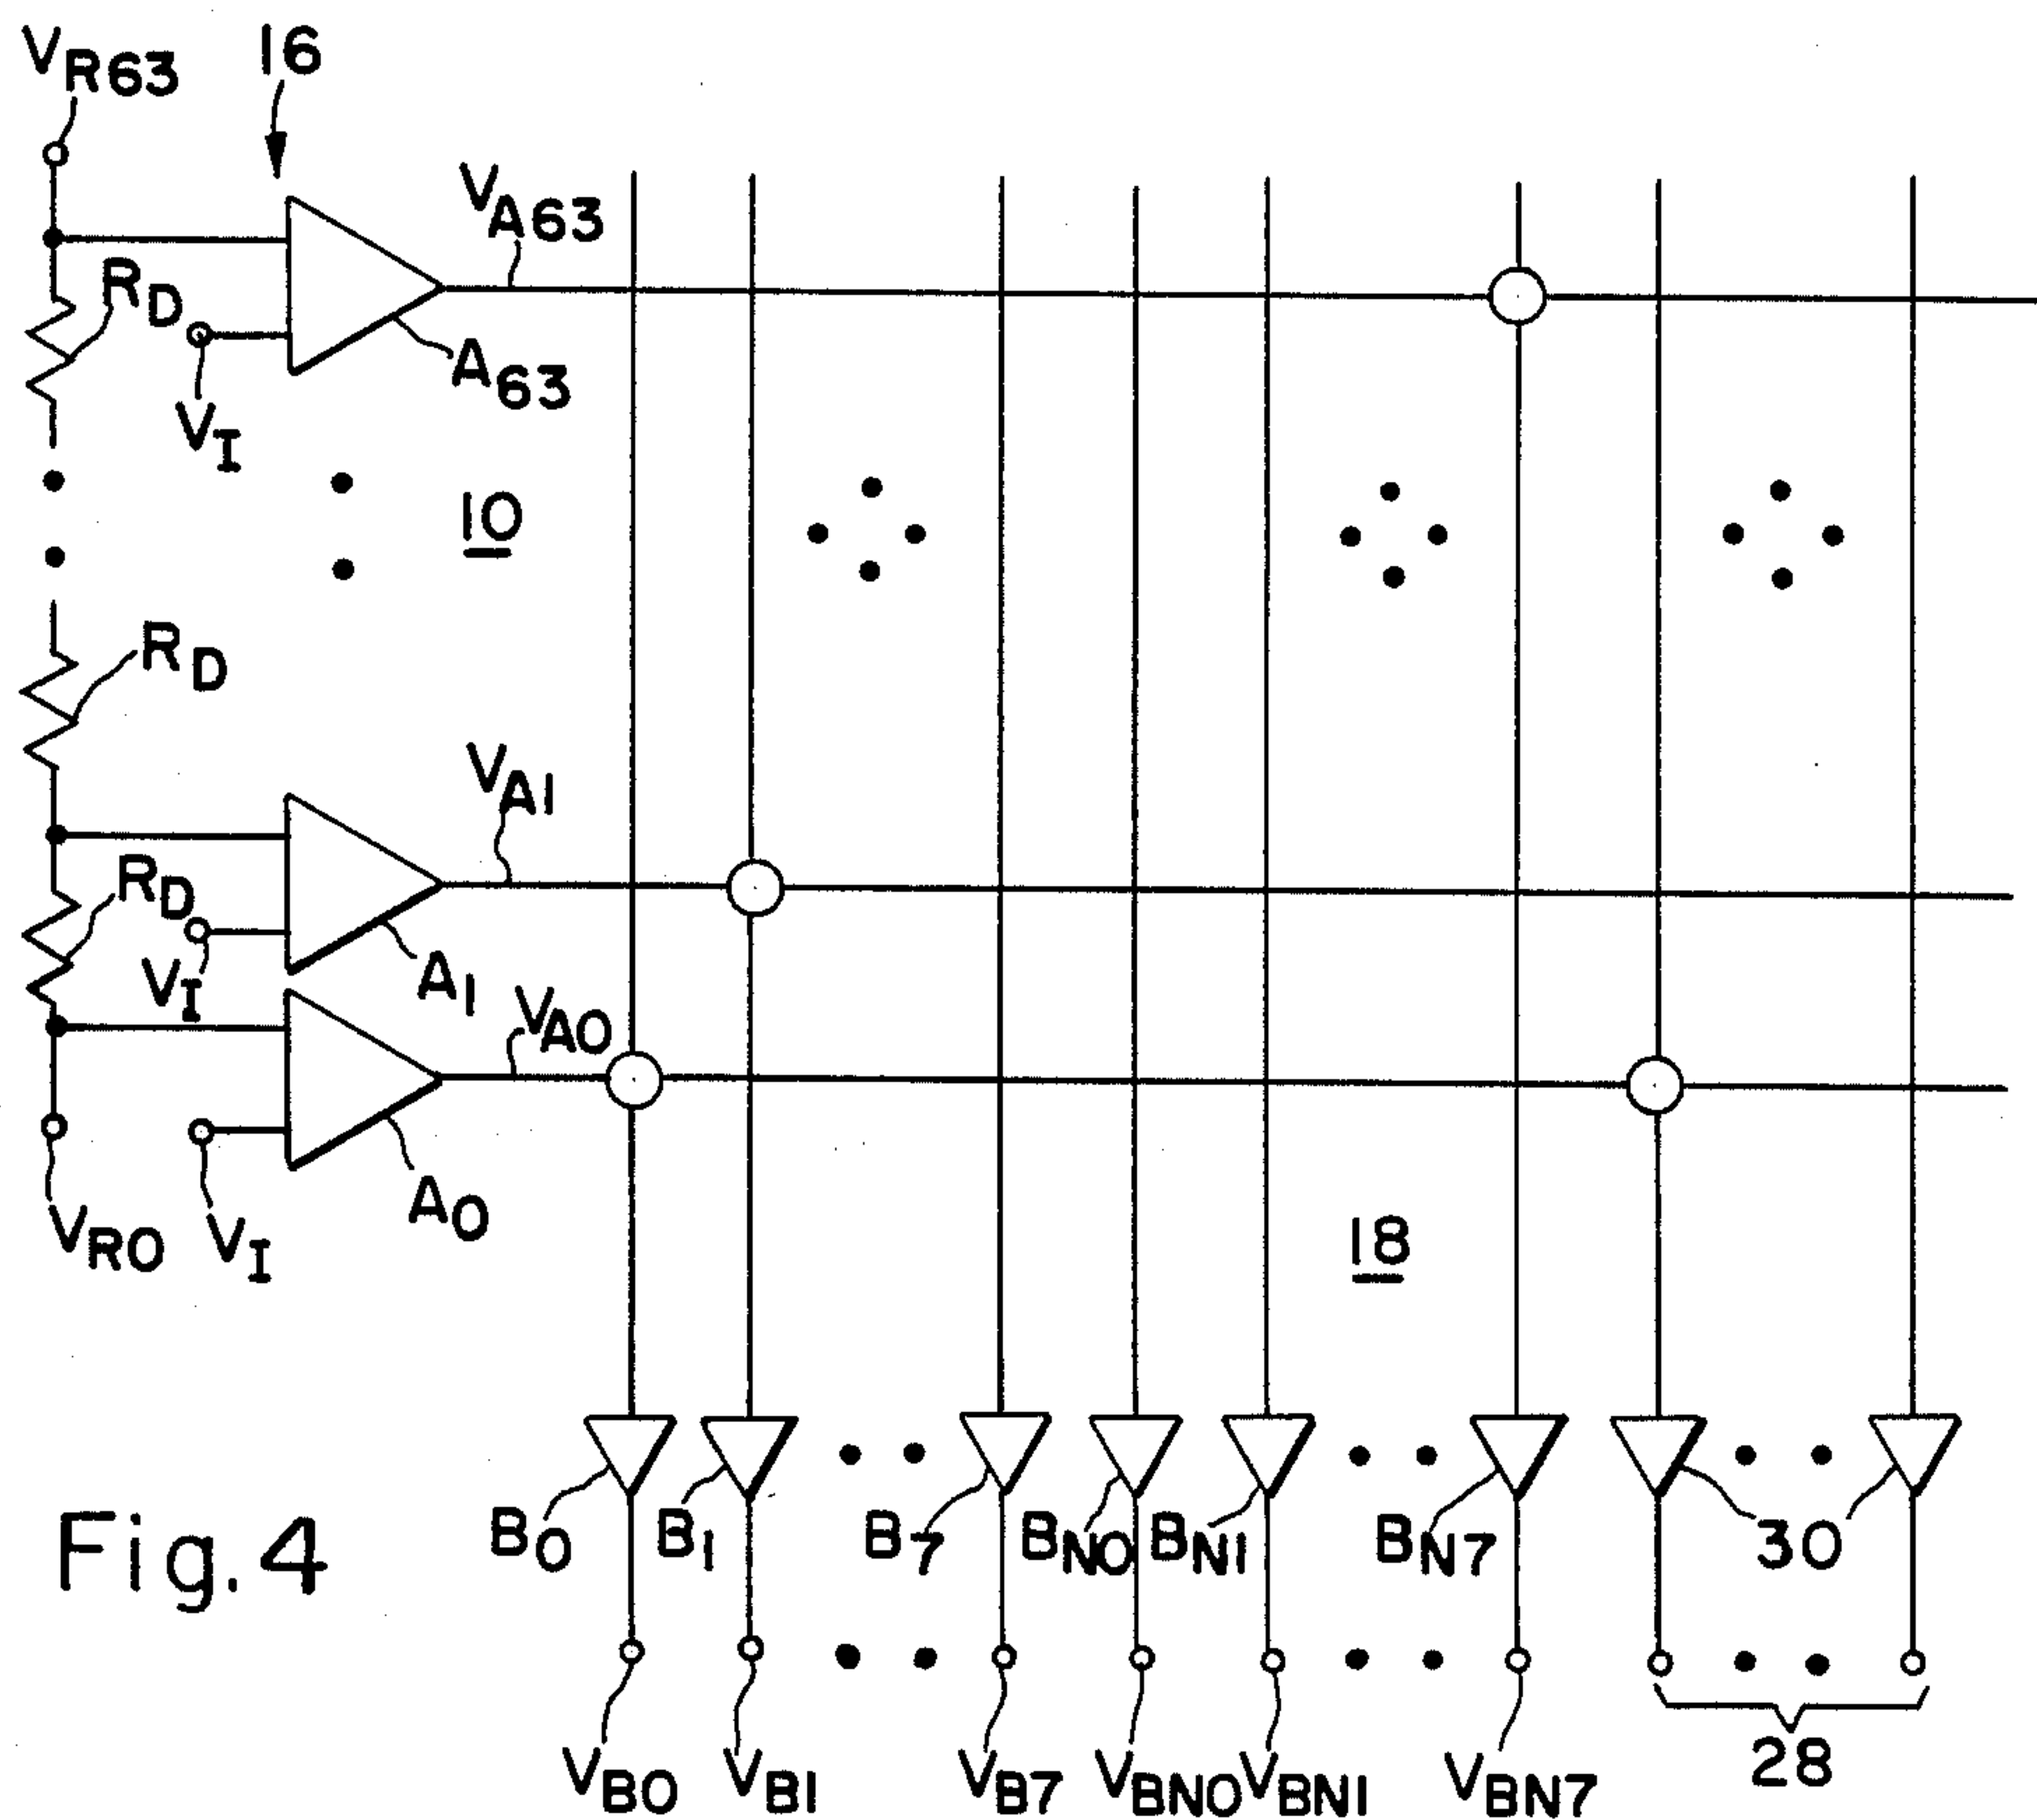 VR63 16
VA63
RD
A63
VI
10
RD
VA1
RD
VI A1 VA0
VR0 VI A0
18
B0 B1 B7 BN0 BN1 BN7 30
Fig. 4
VB0 VB1 VB7 VBN0 VBN1 VBN7 28